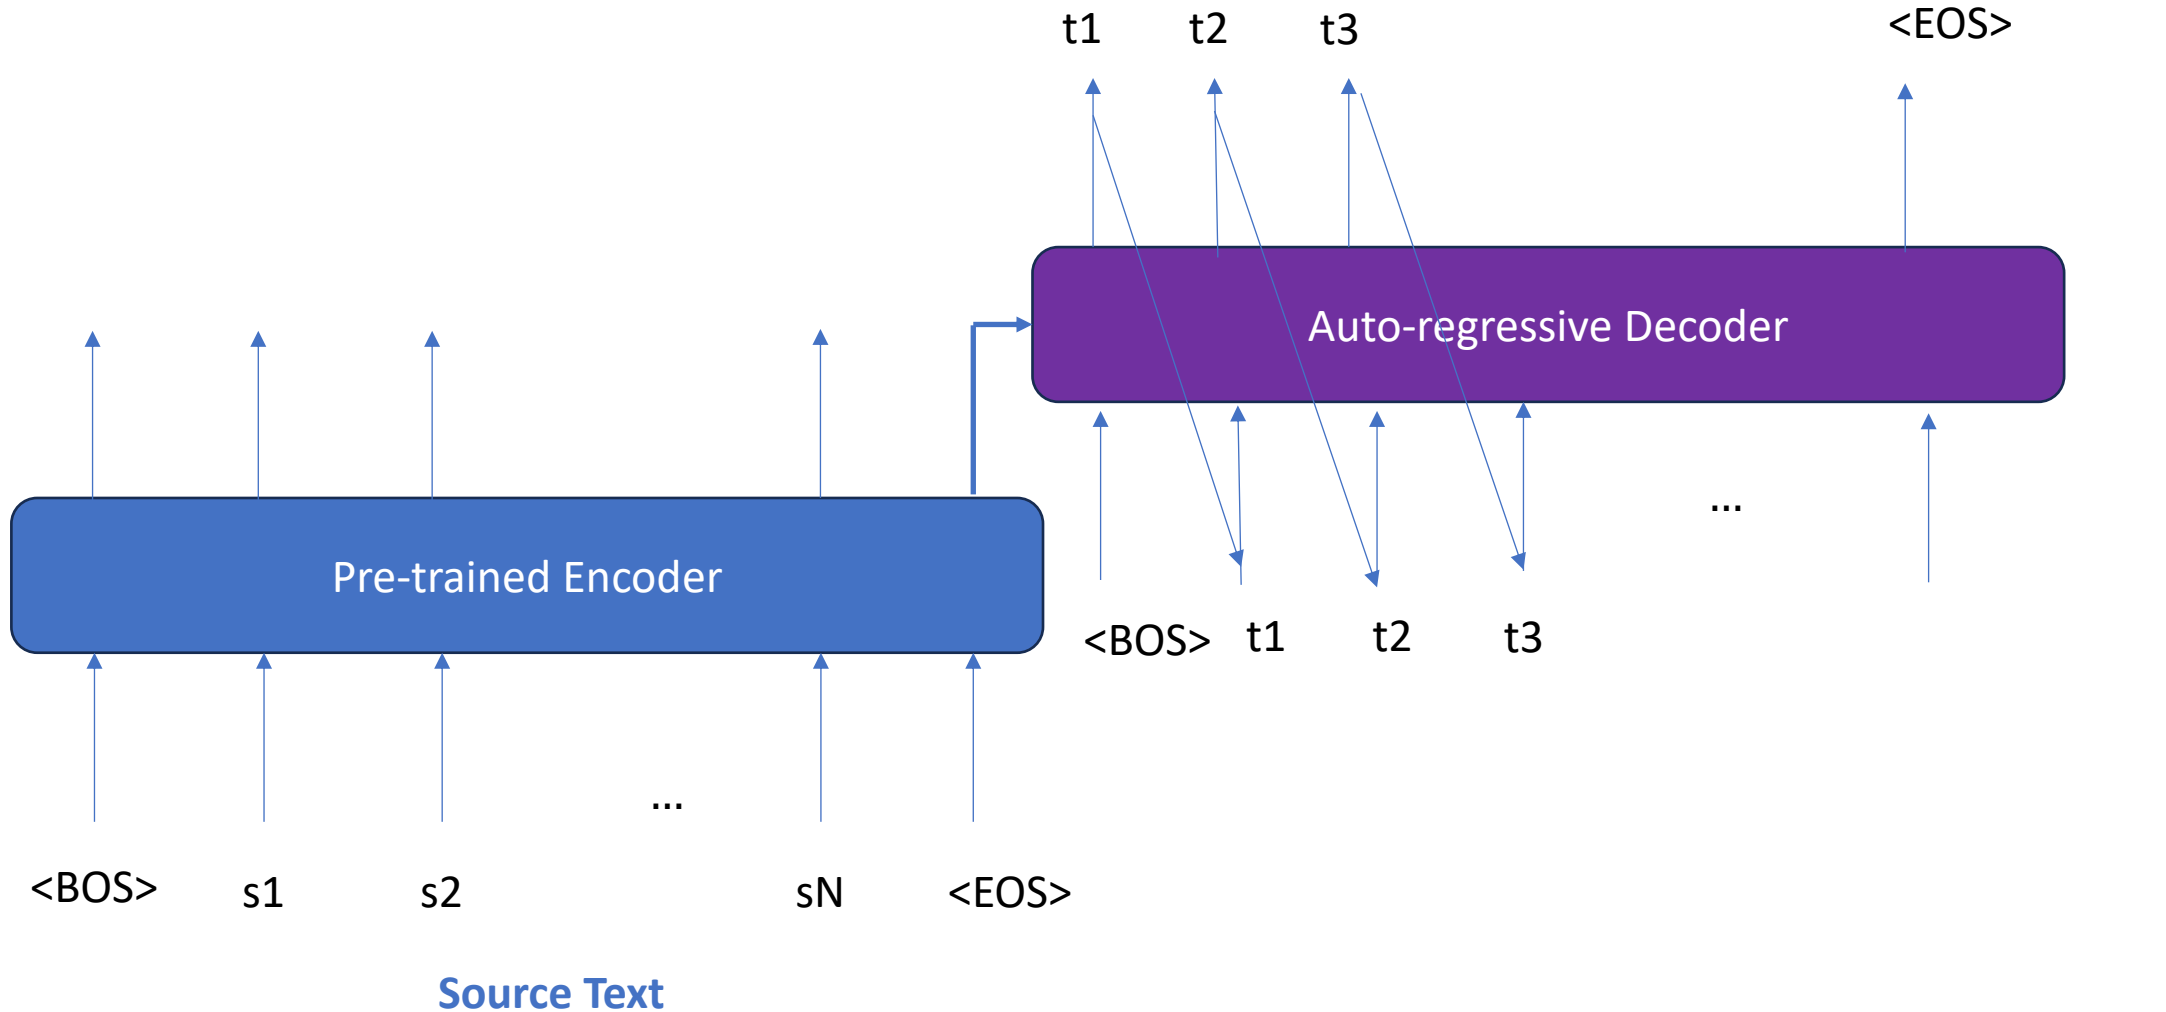 t1 t2 t3 <EOS>
Auto-regressive Decoder
...
Pre-trained Encoder
<BOS> t1 t2 t3
...
<BOS> s1 s2 sN <EOS>
Source Text